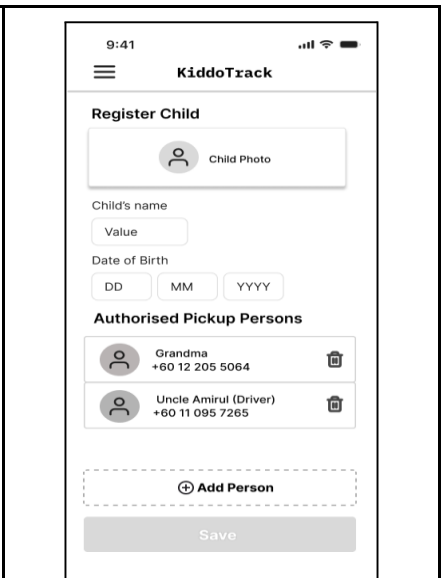 9:41
KiddoTrack
Register Child
Child Photo
Child's name
Value
Date of Birth
DD MM YYYY
Authorised Pickup Persons
Grandma
+60 12 205 5064
Uncle Amirul (Driver)
+60 11 095 7265
Add Person
Save